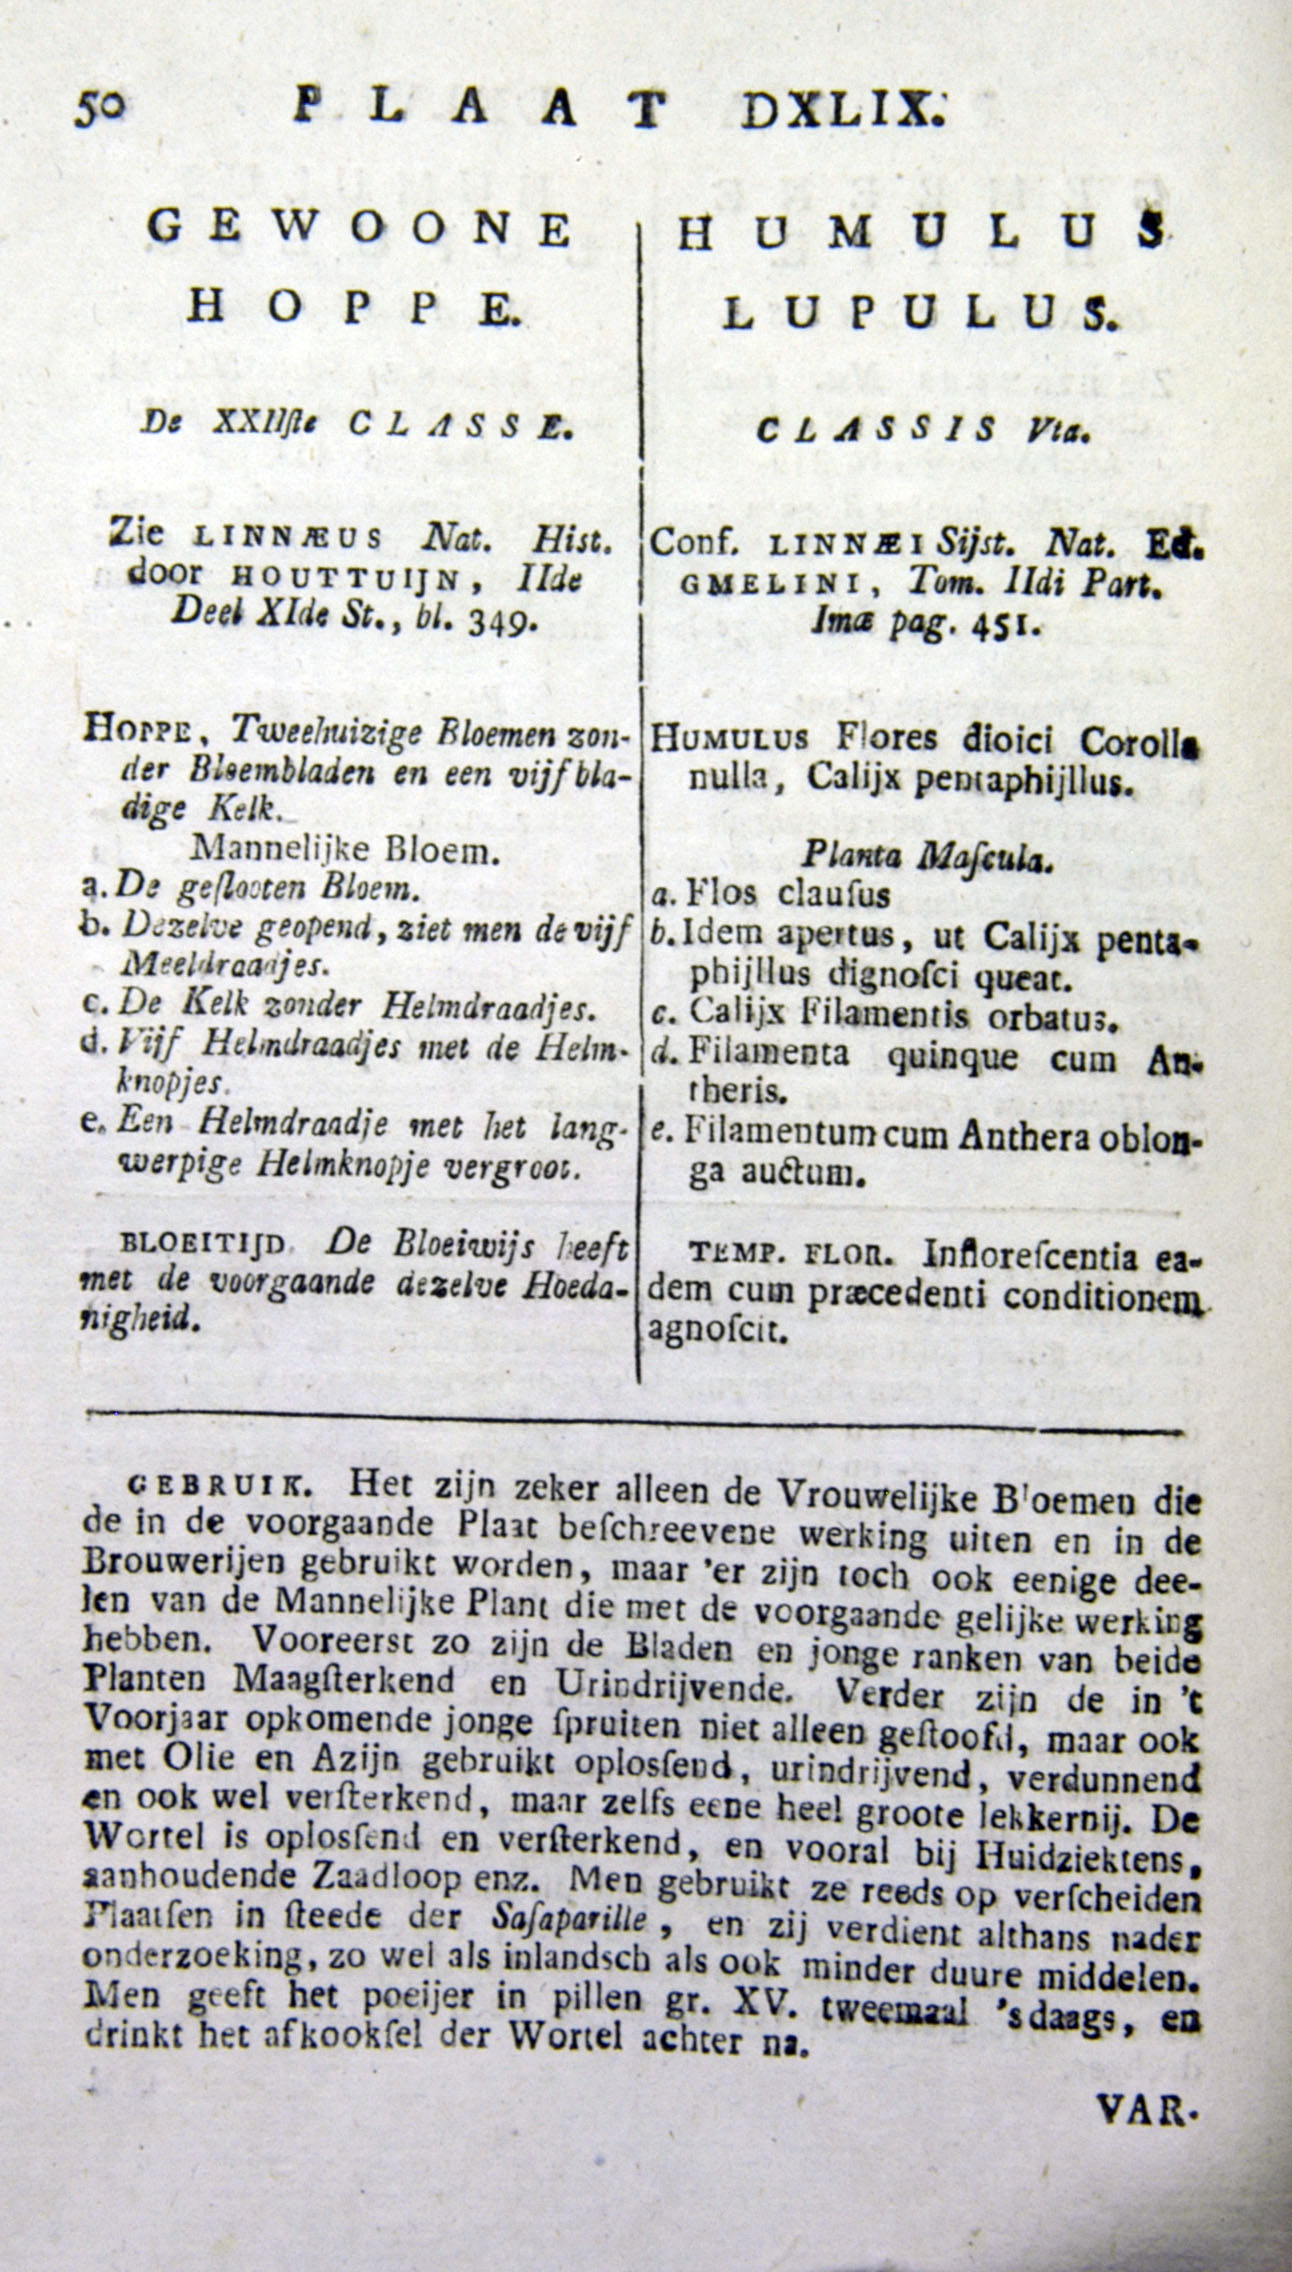 50 PLAAT DXLIX.
GEWOONE
HOPPE.
De XXIIſte CLASSE.
Zie LINNÆUS Nat. Hist.
door HOUTTUIJN, IIde
Deel XIde St., bl. 349.
HOPPE, Tweehuizige Bloemen zon-
der Bloembladen en een vijfbla-
dige Kelk.
Mannelijke Bloem.
a. De geſlooten Bloem.
b. Dezelve geopend, ziet men de vijf
Meeldraadjes.
c. De Kelk zonder Helmdraadjes.
d. Vijf Helmdraadjes met de Helm-
knopjes.
e. Een Helmdraadje met het lang-
werpige Helmknopje vergroot.
BLOEITIJD. De Bloeiwijs heeft
met de voorgaande dezelve Hoeda-
nigheid.
HUMULUS
LUPULUS.
CLASSIS Vta.
Conf. LINNÆI Sijst. Nat. Ed.
GMELINI, Tom. IIdi Part.
Imæ pag. 451.
HUMULUS Flores dioici Corolla
nulla, Calijx pentaphijllus.
Planta Maſcula.
a. Flos clauſus
b. Idem apertus, ut Calijx penta-
phijllus dignoſci queat.
c. Calijx Filamentis orbatus.
d. Filamenta quinque cum An-
theris.
e. Filamentum cum Anthera oblon-
ga auctum.
TEMP. FLOR. Infloreſcentia ea-
dem cum præcedenti conditionem
agnoſcit.
GEBRUIK. Het zijn zeker alleen de Vrouwelijke Bloemen die
de in de voorgaande Plaat beſchreevene werking uiten en in de
Brouwerijen gebruikt worden, maar 'er zijn toch ook eenige dee-
len van de Mannelijke Plant die met de voorgaande gelijke werking
hebben. Vooreerst zo zijn de Bladen en jonge ranken van beide
Planten Maagſterkend en Urindrijvende. Verder zijn de in 't
Voorjaar opkomende jonge ſpruiten niet alleen geſtoofd, maar ook
met Olie en Azijn gebruikt oplosſend, urindrijvend, verdunnend
en ook wel verſterkend, maar zelfs eene heel groote lekkernij. De
Wortel is oplosſend en verſterkend, en vooral bij Huidziektens,
aanhoudende Zaadloop enz. Men gebruikt ze reeds op verſcheiden
Plaatſen in ſteede der Saſaparille, en zij verdient althans nader
onderzoeking, zo wel als inlandsch als ook minder duure middelen.
Men geeft het poeijer in pillen gr. XV. tweemaal 's daags, en
drinkt het afkookſel der Wortel achter na.
VAR-